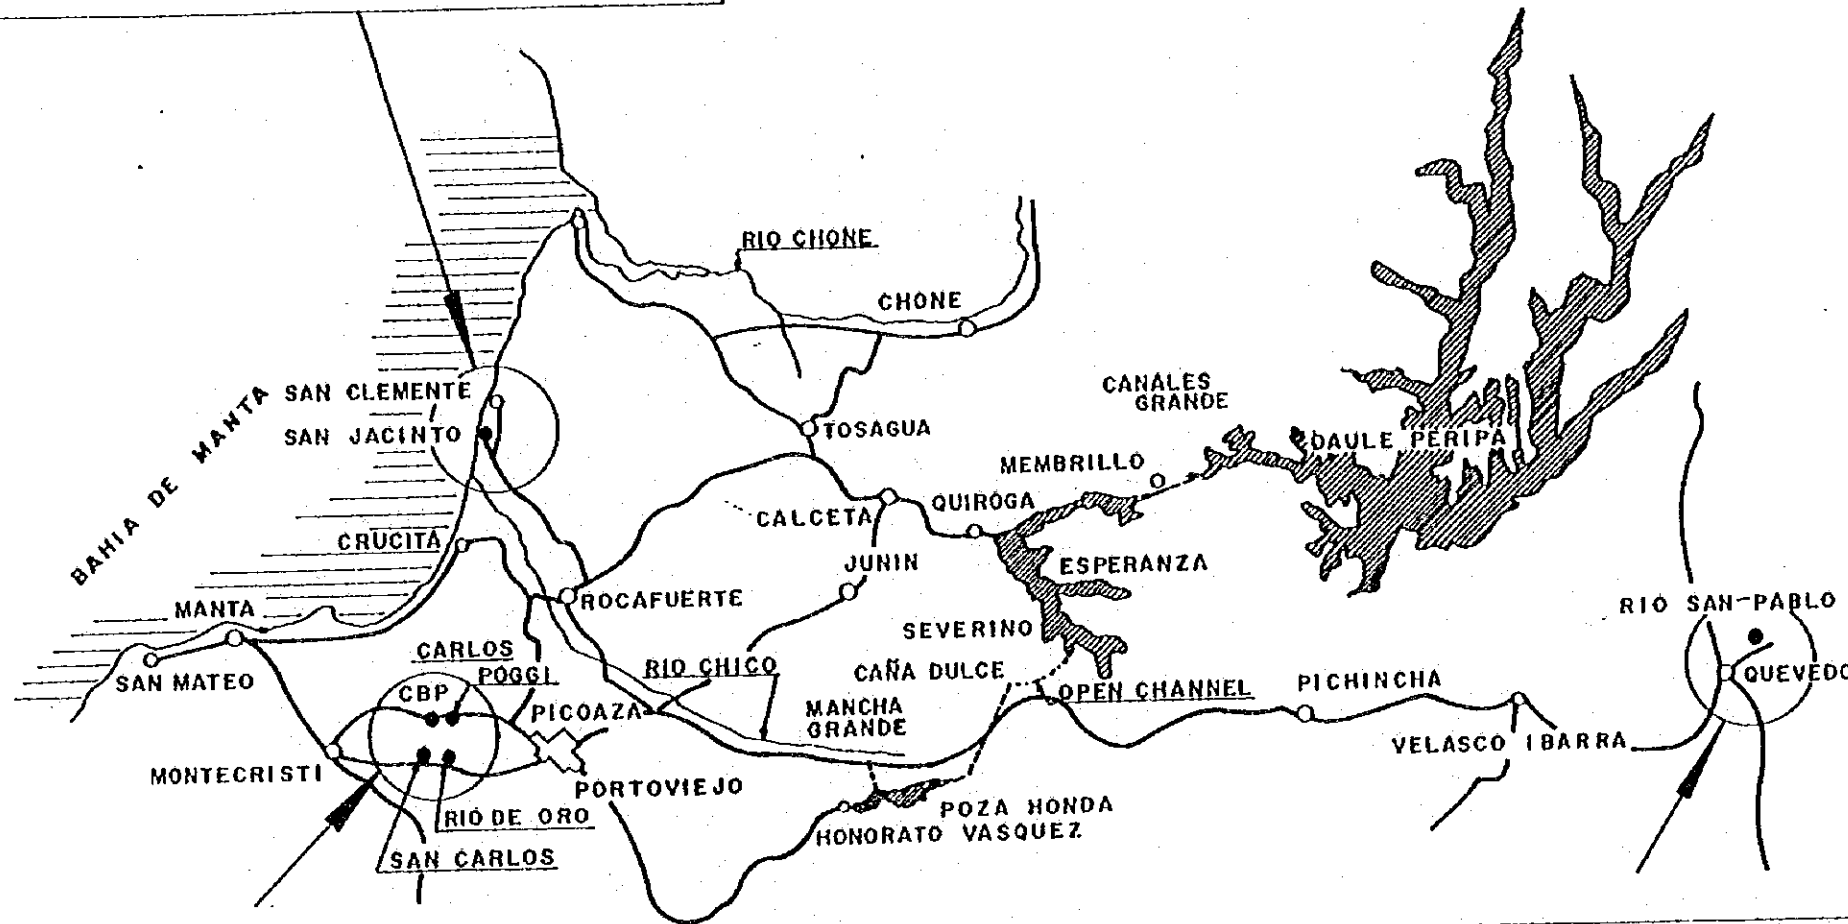 RIO CHONE
CHONE
BAHIA DE MANTA
SAN CLEMENTE
SAN JACINTO
TOSAGUA
CANALES
GRANDE
DAULE PERIPA
MEMBRILLO
QUIROGA
CALCETA
CRUCITA
JUNIN
ESPERANZA
ROCAFUERTE
MANTA
RIO SAN-PABLO
SEVERINO
CARLOS
POGGI
RIO CHICO
CAÑA DULCE
SAN MATEO
CBP
OPEN CHANNEL
PICHINCHA
QUEVEDO
PICOAZA
MANCHA
GRANDE
VELASCO IBARRA
MONTECRISTI
PORTOVIEJO
POZA HONDA
RIO DE ORO
HONORATO VASQUEZ
SAN CARLOS